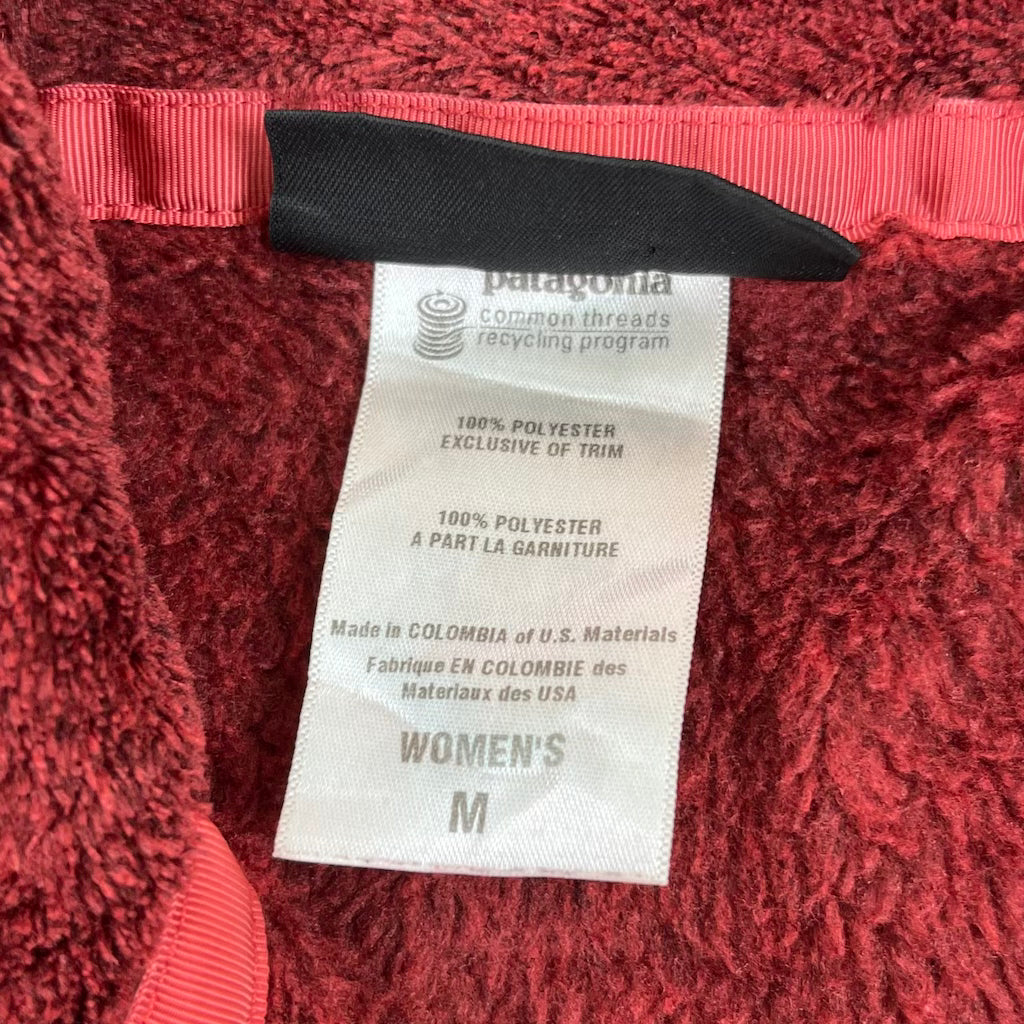 patagonia
common threads
recycling program
100% POLYESTER
EXCLUSIVE OF TRIM
100% POLYESTER
A PART LA GARNITURE
Made in COLOMBIA of U.S. Materials
Fabrique EN COLOMBIE des
Materiaux des USA
WOMEN'S
M